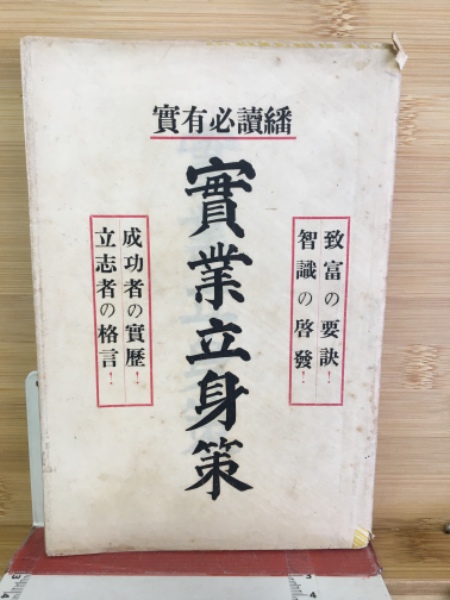 繙讀必有實
致富の要訣!
智識の啓發!
實業立身策
成功者の實歷!
立志者の格言!